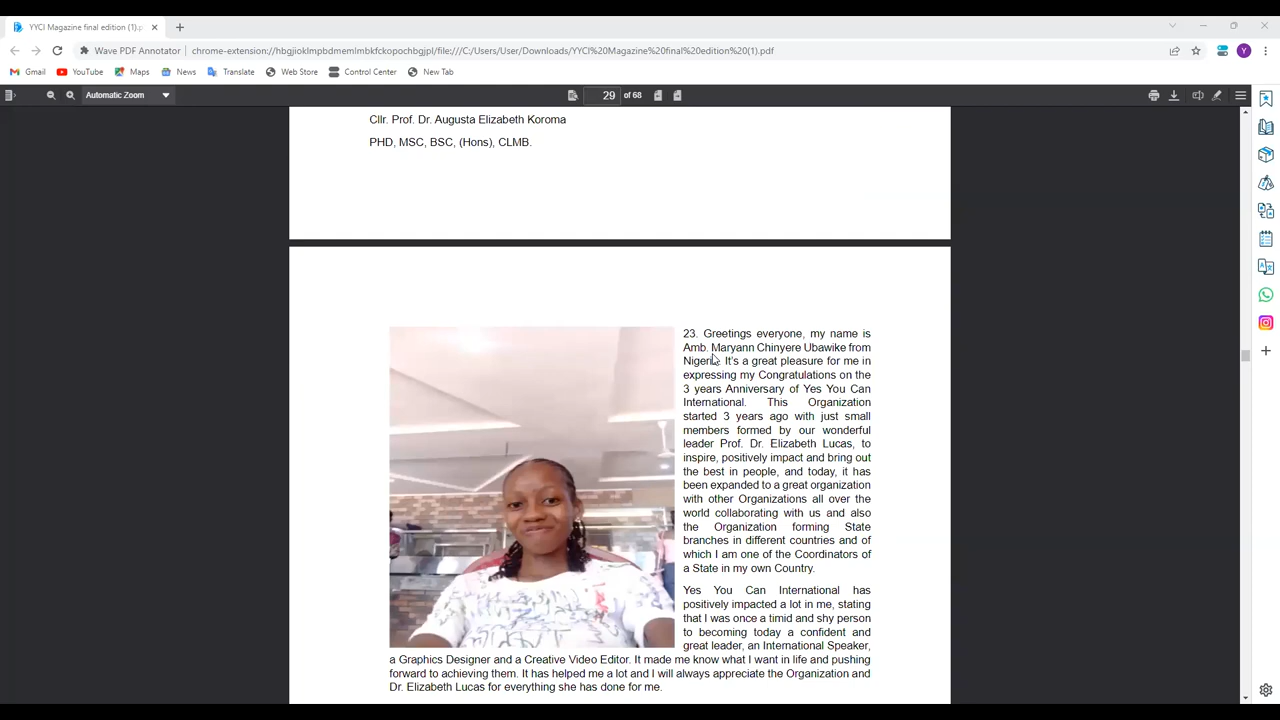 YYCI Magazine final edition (1).p
Wave PDF Annotator
chrome-extension://hbgjioklmpbdmemlmbkfckopochbgjpl/file:///C:/Users/User/Downloads/YYCI%20Magazine%20final%20edition%20(1).pdf
Y
Gmail
YouTube
Maps
News
Translate
Web Store
Control Center
New Tab
Automatic Zoom
29 of 68
Cllr. Prof. Dr. Augusta Elizabeth Koroma
PHD, MSC, BSC, (Hons), CLMB.
23. Greetings everyone, my name is
Amb. Maryann Chinyere Ubawike from
Nigeria. It's a great pleasure for me in
expressing my Congratulations on the
3 years Anniversary of Yes You Can
International. This Organization
started 3 years ago with just small
members formed by our wonderful
leader Prof. Dr. Elizabeth Lucas, to
inspire, positively impact and bring out
the best in people, and today, it has
been expanded to a great organization
with other Organizations all over the
world collaborating with us and also
the Organization forming State
branches in different countries and of
which I am one of the Coordinators of
a State in my own Country.
Yes You Can International has
positively impacted a lot in me, stating
that I was once a timid and shy person
to becoming today a confident and
great leader, an International Speaker,
a Graphics Designer and a Creative Video Editor. It made me know what I want in life and pushing
forward to achieving them. It has helped me a lot and I will always appreciate the Organization and
Dr. Elizabeth Lucas for everything she has done for me.